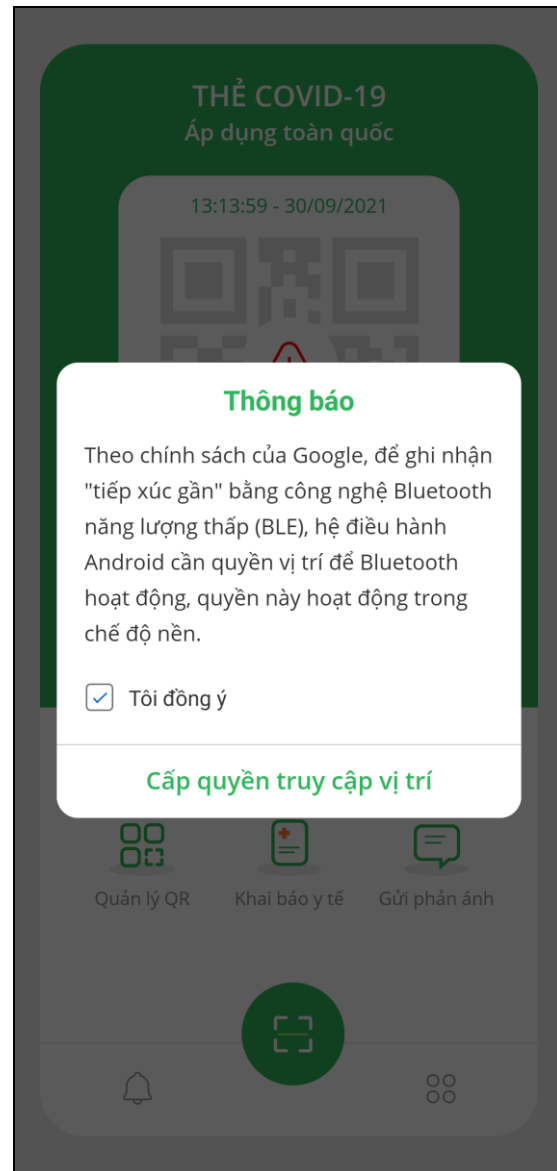 THẺ COVID-19
Áp dụng toàn quốc
13:13:59 - 30/09/2021
Thông báo
Theo chính sách của Google, để ghi nhận
"tiếp xúc gần" bằng công nghệ Bluetooth
năng lượng thấp (BLE), hệ điều hành
Android cần quyền vị trí để Bluetooth
hoạt động, quyền này hoạt động trong
chế độ nền.
Tôi đồng ý
Cấp quyền truy cập vị trí
Quản lý QR Khai báo y tế Gửi phản ánh